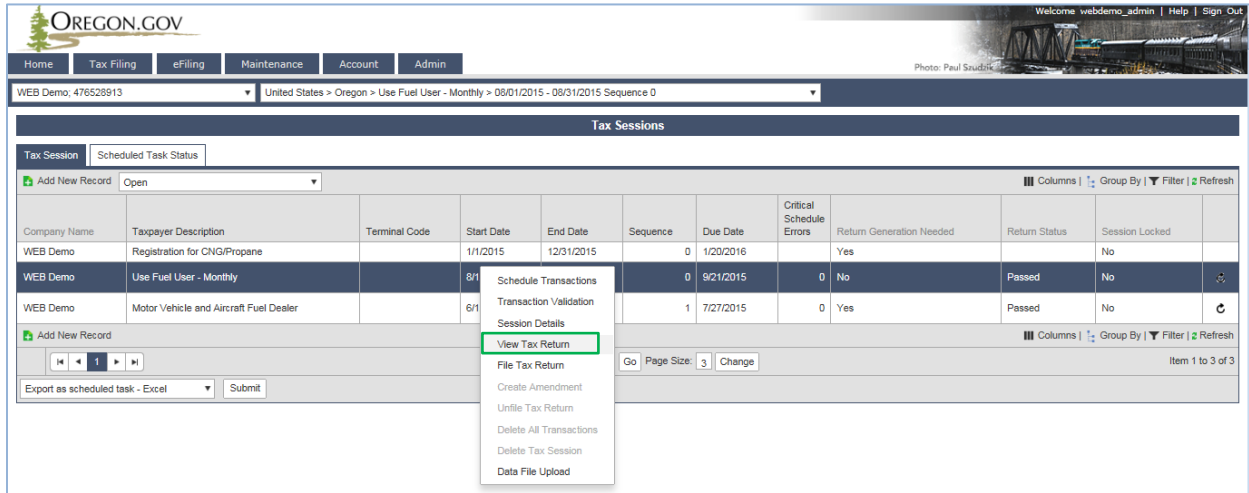 Welcome webdemo_admin | Help | Sign Out
OREGON.GOV
Home Tax Filing eFiling Maintenance Account Admin
Photo: Paul Szudzik
WEB Demo; 476528913 United States > Oregon > Use Fuel User - Monthly > 08/01/2015 - 08/31/2015 Sequence 0
Tax Sessions
Tax Session Scheduled Task Status
Add New Record Open Columns | Group By | Filter | Refresh
Company Name Taxpayer Description Terminal Code Start Date End Date Sequence Due Date Critical Schedule Errors Return Generation Needed Return Status Session Locked
WEB Demo Registration for CNG/Propane 1/1/2015 12/31/2015 0 1/20/2016 Yes No
WEB Demo Use Fuel User - Monthly 8/1 0 9/21/2015 0 No Passed No
WEB Demo Motor Vehicle and Aircraft Fuel Dealer 6/1 1 7/27/2015 0 Yes Passed No
Schedule Transactions
Transaction Validation
Session Details
View Tax Return
File Tax Return
Create Amendment
Unfile Tax Return
Delete All Transactions
Delete Tax Session
Data File Upload
Add New Record Columns | Group By | Filter | Refresh
1 Go Page Size: 3 Change Item 1 to 3 of 3
Export as scheduled task - Excel Submit